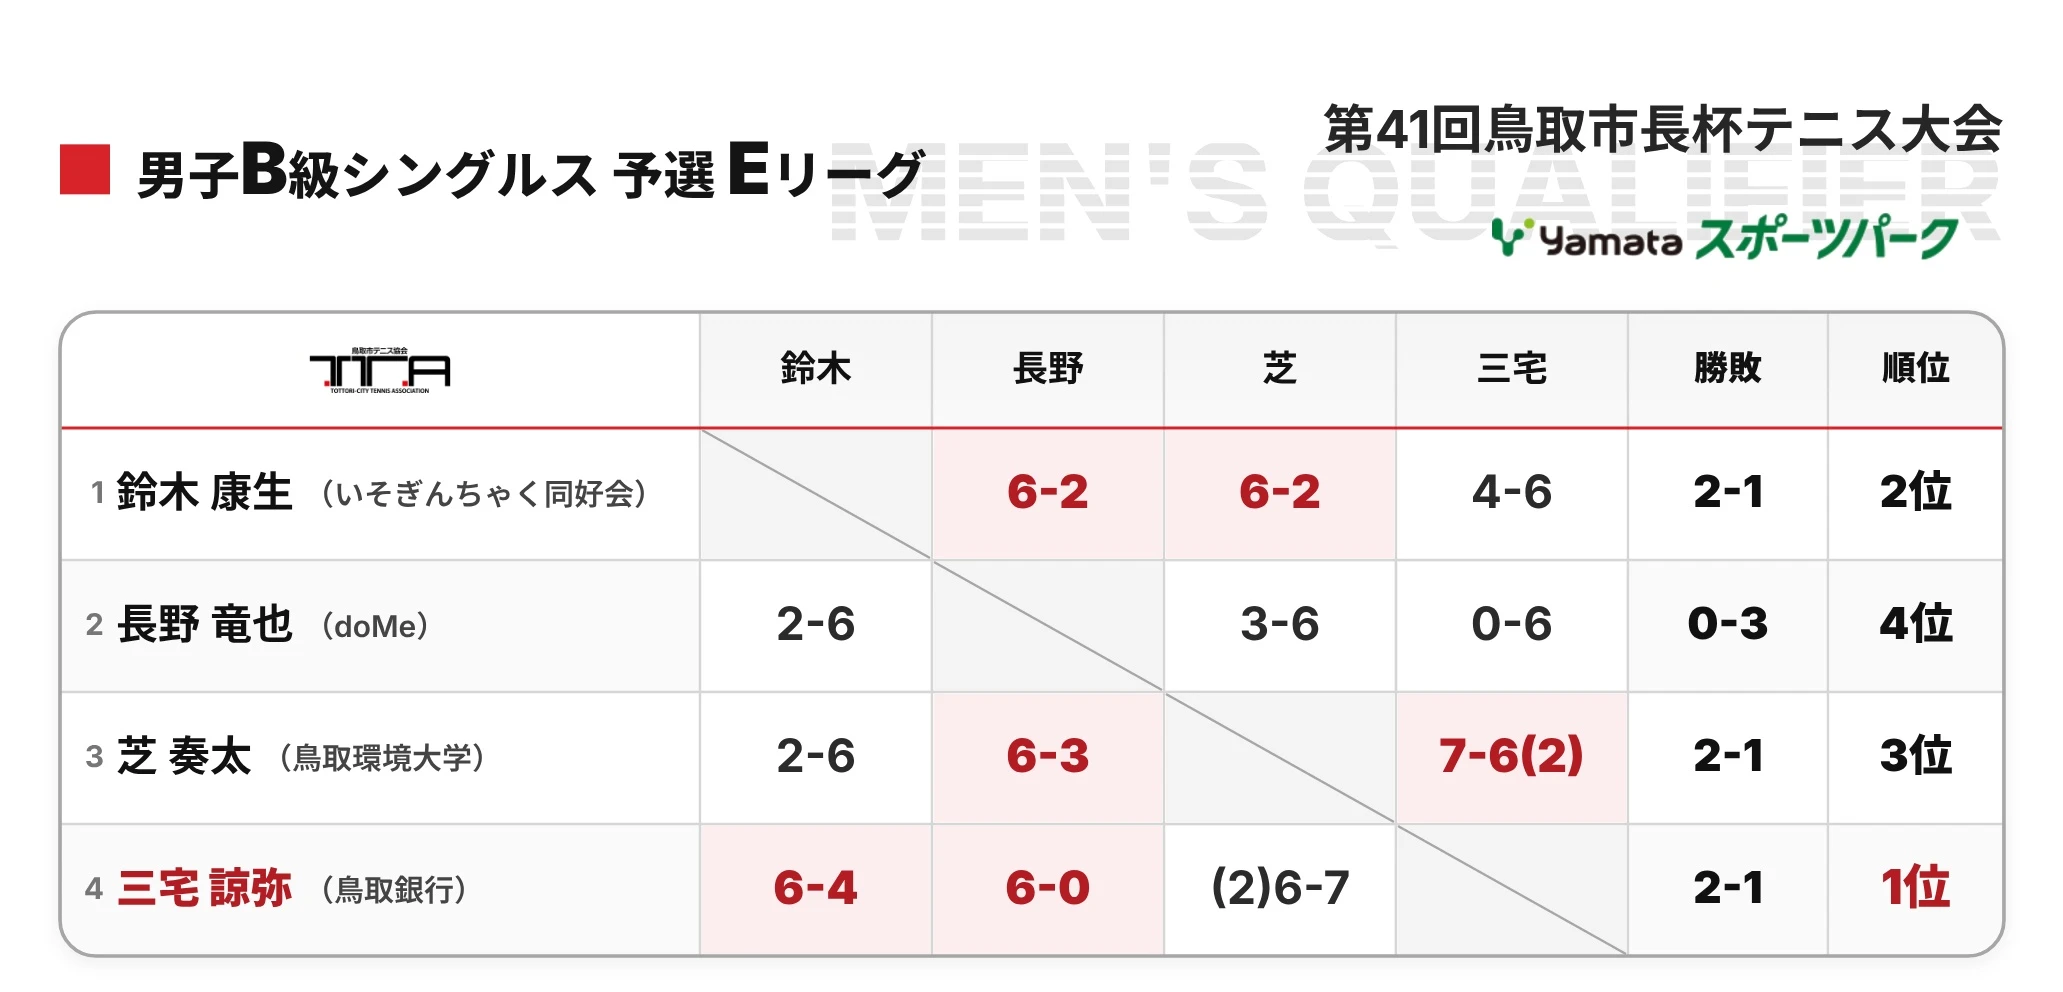 男子B級シングルス 予選 Eリーグ
MEN'S QUALIFIER
第41回鳥取市長杯テニス大会
Yamata スポーツパーク
鳥取市テニス協会
TTA
TOTTORI-CITY TENNIS ASSOCIATION
鈴木 長野 芝 三宅 勝敗 順位
1 鈴木 康生 （いそぎんちゃく同好会） 6-2 6-2 4-6 2-1 2位
2 長野 竜也 （doMe） 2-6 3-6 0-6 0-3 4位
3 芝 奏太 （鳥取環境大学） 2-6 6-3 7-6(2) 2-1 3位
4 三宅 諒弥 （鳥取銀行） 6-4 6-0 (2)6-7 2-1 1位